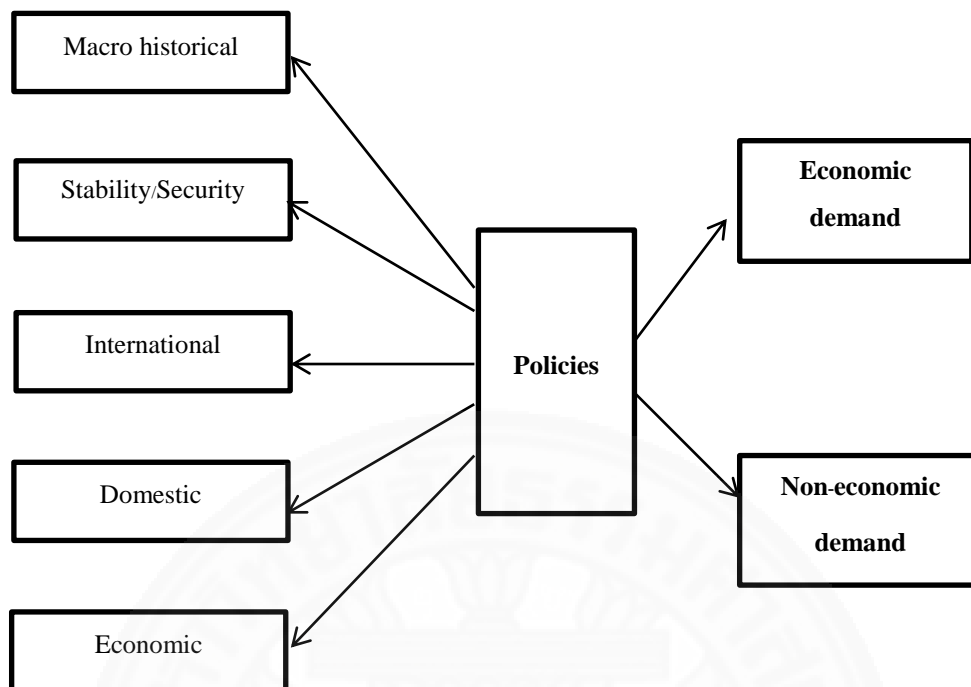 Macro historical
Stability/Security
International
Domestic
Economic
Policies
Economic
demand
Non-economic
demand